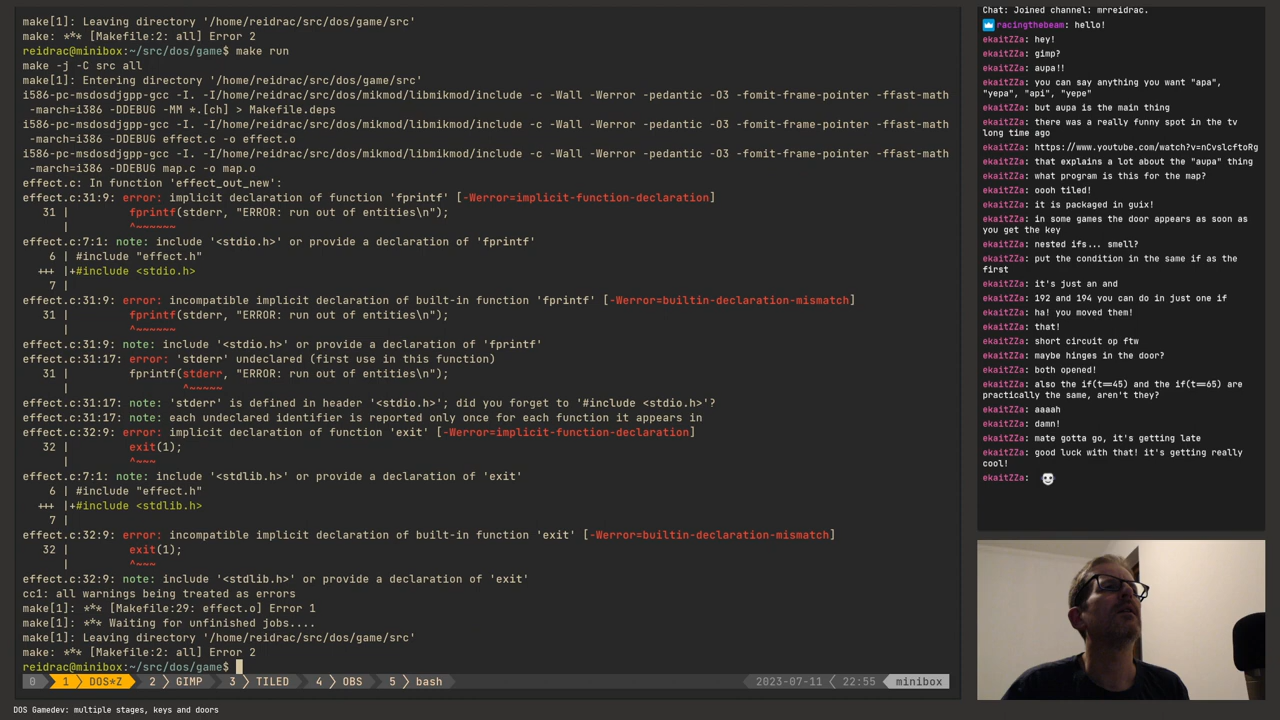 make[1]: Leaving directory '/home/reidrac/src/dos/game/src'
make: *** [Makefile:2: all] Error 2
reidrac@minibox:~/src/dos/game$ make run
make -j -C src all
make[1]: Entering directory '/home/reidrac/src/dos/game/src'
i586-pc-msdosdjgpp-gcc -I. -I/home/reidrac/src/dos/mikmod/libmikmod/include -c -Wall -Werror -pedantic -O3 -fomit-frame-pointer -ffast-math
-march=i386 -DDEBUG -MM *.[ch] > Makefile.deps
i586-pc-msdosdjgpp-gcc -I. -I/home/reidrac/src/dos/mikmod/libmikmod/include -c -Wall -Werror -pedantic -O3 -fomit-frame-pointer -ffast-math
-march=i386 -DDEBUG effect.c -o effect.o
i586-pc-msdosdjgpp-gcc -I. -I/home/reidrac/src/dos/mikmod/libmikmod/include -c -Wall -Werror -pedantic -O3 -fomit-frame-pointer -ffast-math
-march=i386 -DDEBUG map.c -o map.o
effect.c: In function 'effect_out_new':
effect.c:31:9: error: implicit declaration of function 'fprintf' [-Werror=implicit-function-declaration]
31 | fprintf(stderr, "ERROR: run out of entities\n");
| ^~~~~~~
effect.c:7:1: note: include '<stdio.h>' or provide a declaration of 'fprintf'
6 | #include "effect.h"
+++ |+#include <stdio.h>
7 |
effect.c:31:9: error: incompatible implicit declaration of built-in function 'fprintf' [-Werror=builtin-declaration-mismatch]
31 | fprintf(stderr, "ERROR: run out of entities\n");
| ^~~~~~~
effect.c:31:9: note: include '<stdio.h>' or provide a declaration of 'fprintf'
effect.c:31:17: error: 'stderr' undeclared (first use in this function)
31 | fprintf(stderr, "ERROR: run out of entities\n");
| ^~~~~~
effect.c:31:17: note: 'stderr' is defined in header '<stdio.h>'; did you forget to '#include <stdio.h>'?
effect.c:31:17: note: each undeclared identifier is reported only once for each function it appears in
effect.c:32:9: error: implicit declaration of function 'exit' [-Werror=implicit-function-declaration]
32 | exit(1);
| ^~~~
effect.c:7:1: note: include '<stdlib.h>' or provide a declaration of 'exit'
6 | #include "effect.h"
+++ |+#include <stdlib.h>
7 |
effect.c:32:9: error: incompatible implicit declaration of built-in function 'exit' [-Werror=builtin-declaration-mismatch]
32 | exit(1);
| ^~~~
effect.c:32:9: note: include '<stdlib.h>' or provide a declaration of 'exit'
cc1: all warnings being treated as errors
make[1]: *** [Makefile:29: effect.o] Error 1
make[1]: *** Waiting for unfinished jobs....
make[1]: Leaving directory '/home/reidrac/src/dos/game/src'
make: *** [Makefile:2: all] Error 2
reidrac@minibox:~/src/dos/game$
0 1 DOS*Z 2 GIMP 3 TILED 4 OBS 5 bash 2023-07-11 22:55 minibox
DOS Gamedev: multiple stages, keys and doors
Chat: Joined channel: mrreidrac.
racingthebeam: hello!
ekaitZZa: hey!
ekaitZZa: gimp?
ekaitZZa: aupa!!
ekaitZZa: you can say anything you want "apa",
"yepa", "api", "yepe"
ekaitZZa: but aupa is the main thing
ekaitZZa: there was a really funny spot in the tv
long time ago
ekaitZZa: https://www.youtube.com/watch?v=nCvslcftoRg
ekaitZZa: that explains a lot about the "aupa" thing
ekaitZZa: what program is this for the map?
ekaitZZa: oooh tiled!
ekaitZZa: it is packaged in guix!
ekaitZZa: in some games the door appears as soon as
you get the key
ekaitZZa: nested ifs... smell?
ekaitZZa: put the condition in the same if as the
first
ekaitZZa: it's just an and
ekaitZZa: 192 and 194 you can do in just one if
ekaitZZa: ha! you moved them!
ekaitZZa: that!
ekaitZZa: short circuit op ftw
ekaitZZa: maybe hinges in the door?
ekaitZZa: both opened!
ekaitZZa: also the if(t==45) and the if(t==65) are
practically the same, aren't they?
ekaitZZa: aaaah
ekaitZZa: damn!
ekaitZZa: mate gotta go, it's getting late
ekaitZZa: good luck with that! it's getting really
cool!
ekaitZZa: